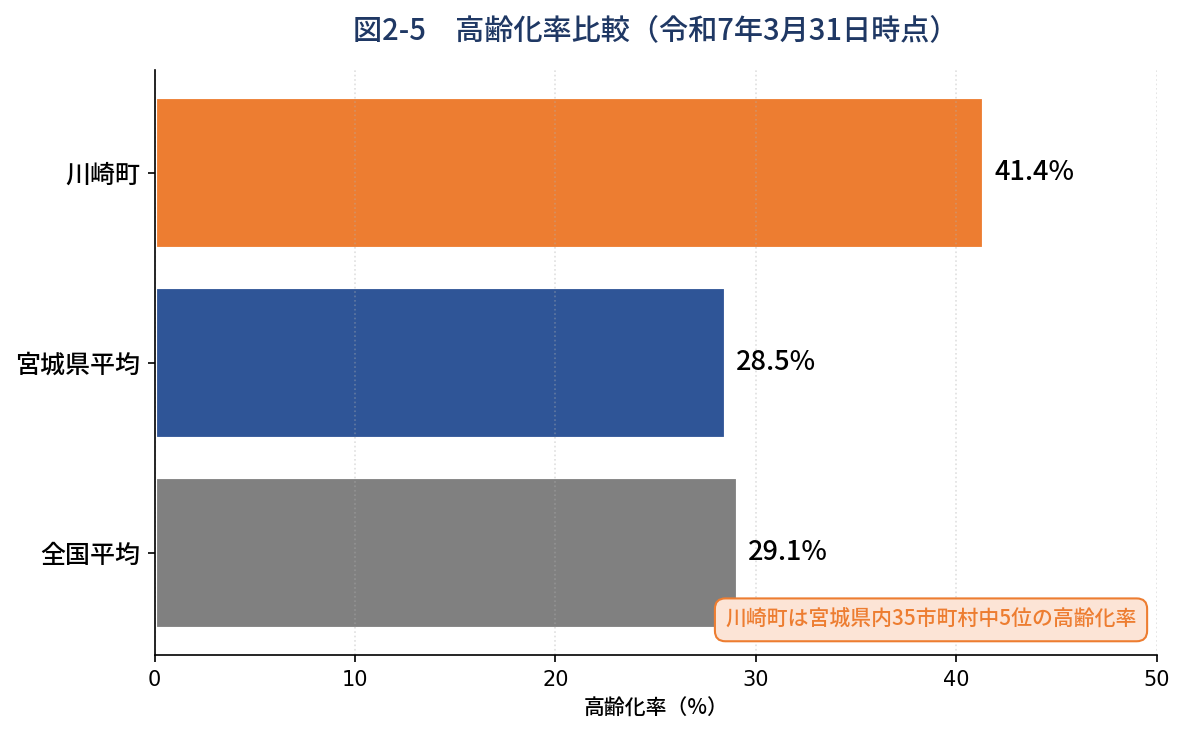 図2-5　高齢化率比較（令和7年3月31日時点）
川崎町
41.4%
宮城県平均
28.5%
全国平均
29.1%
川崎町は宮城県内35市町村中5位の高齢化率
0 10 20 30 40 50
高齢化率（%）